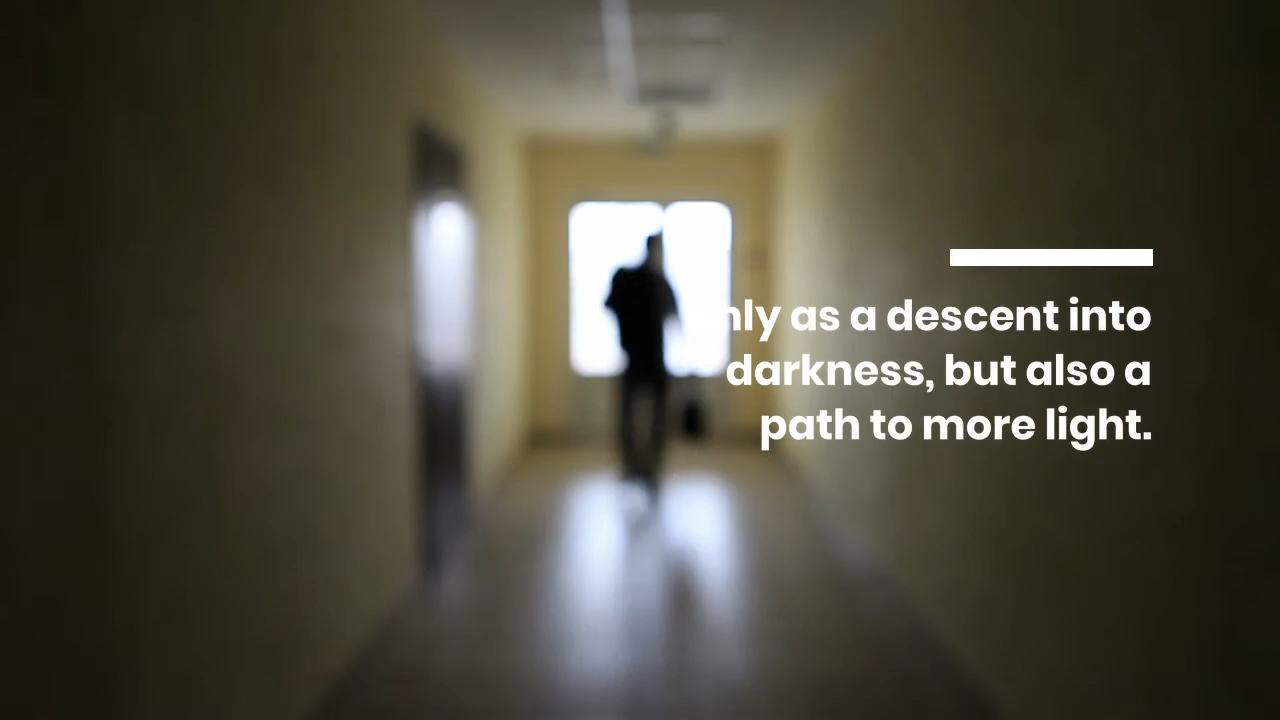 nly as a descent into
darkness, but also a
path to more light.